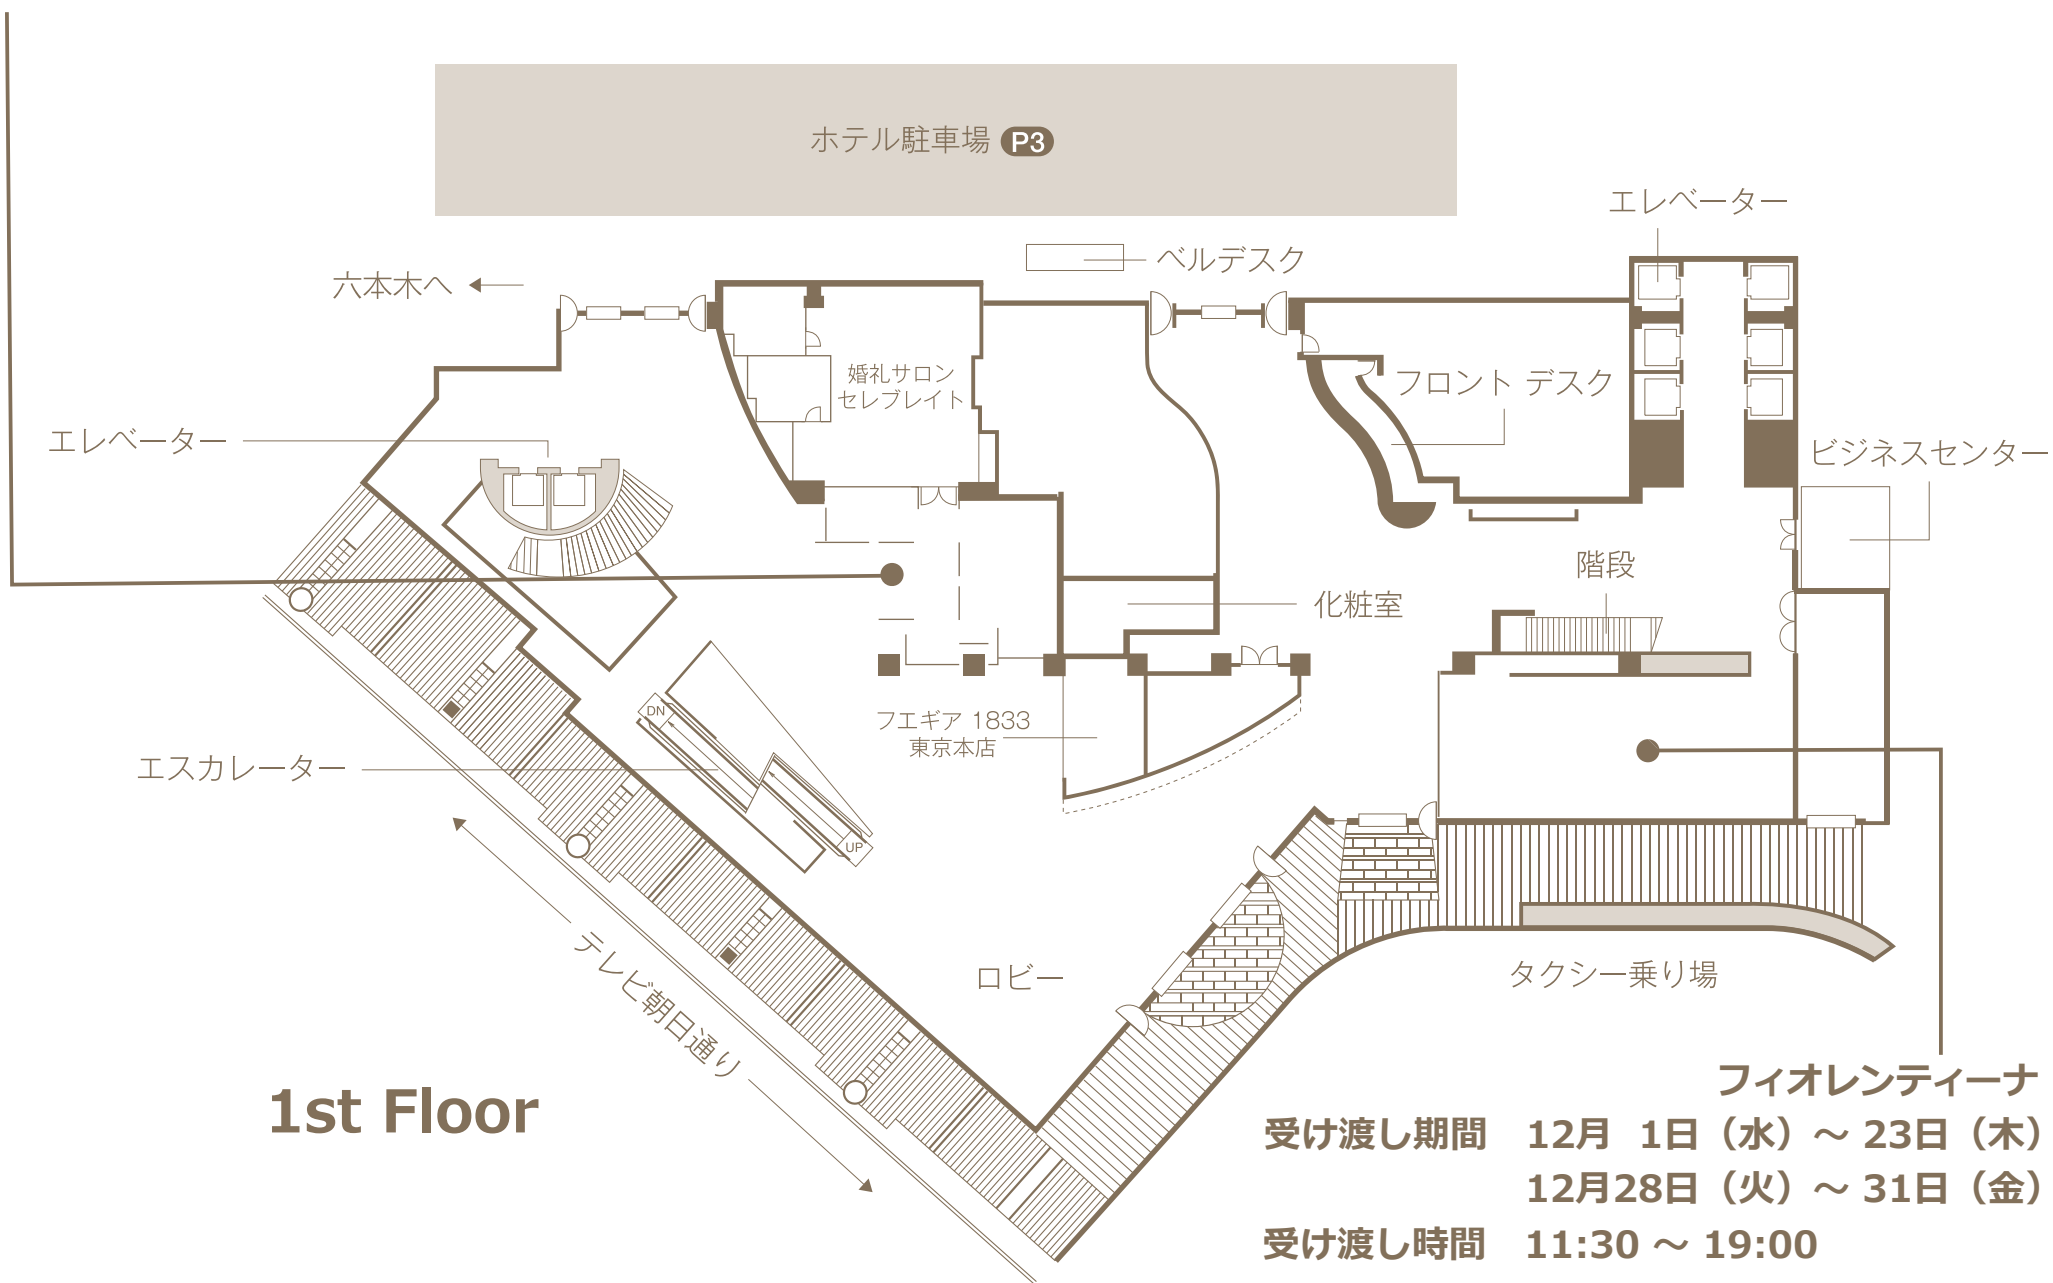 ホテル駐車場 P3
エレベーター
ベルデスク
六本木へ
婚礼サロン
セレブレイト
フロント デスク
エレベーター
ビジネスセンター
階段
化粧室
DN
フエギア 1833
東京本店
エスカレーター
UP
テレビ朝日通り
ロビー
タクシー乗り場
1st Floor
フィオレンティーナ
受け渡し期間 12月 1日（水）～ 23日（木）
12月28日（火）～ 31日（金）
受け渡し時間 11:30 ～ 19:00